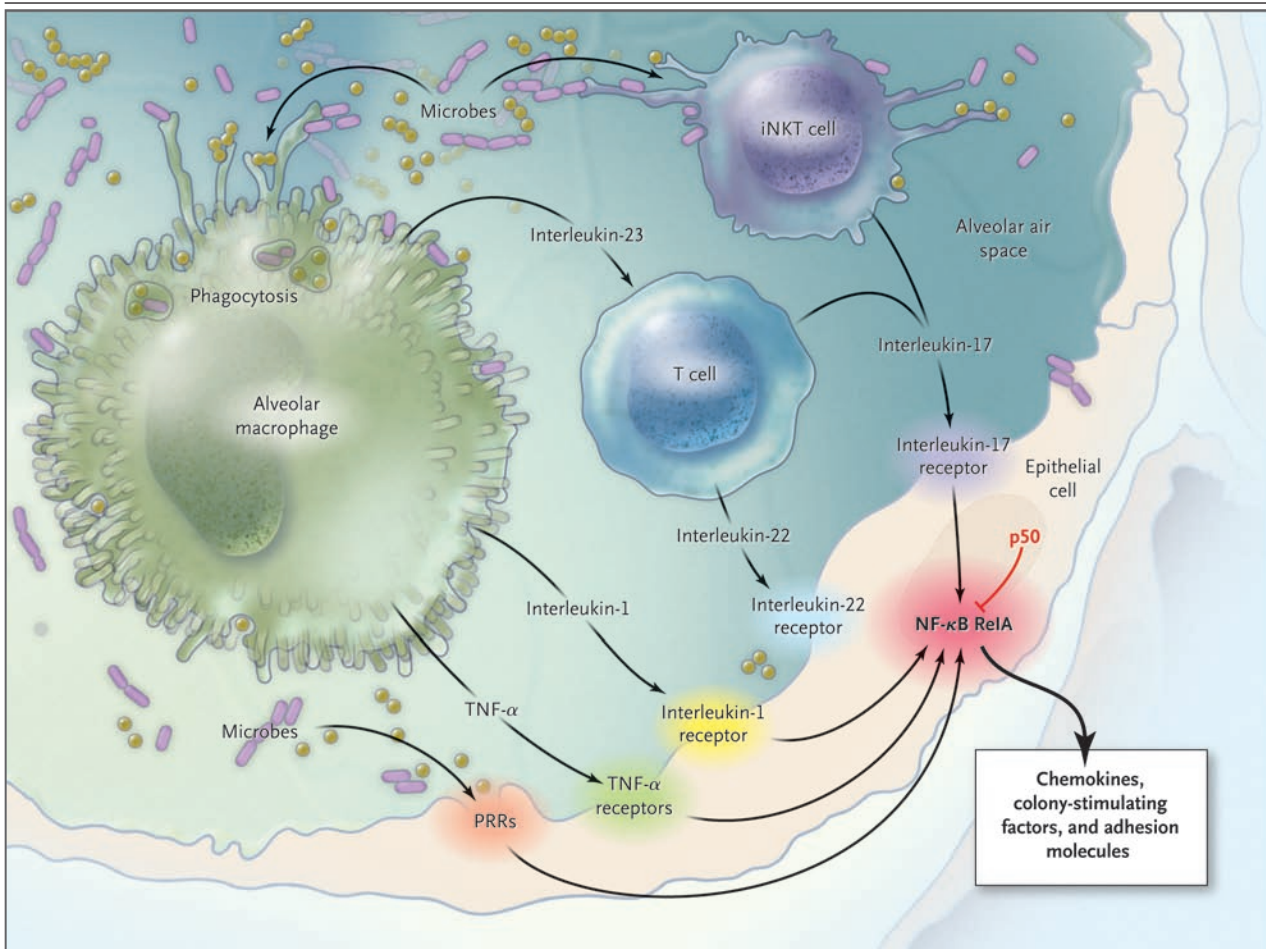 Microbes
iNKT cell
Interleukin-23
Alveolar air
space
Phagocytosis
Interleukin-17
T cell
Alveolar
macrophage
Interleukin-17
receptor
Epithelial
cell
Interleukin-22
p50
Interleukin-1
Interleukin-22
receptor
NF-κB RelA
TNF-α
Interleukin-1
receptor
Microbes
TNF-α
receptors
PRRs
Chemokines,
colony-stimulating
factors, and adhesion
molecules